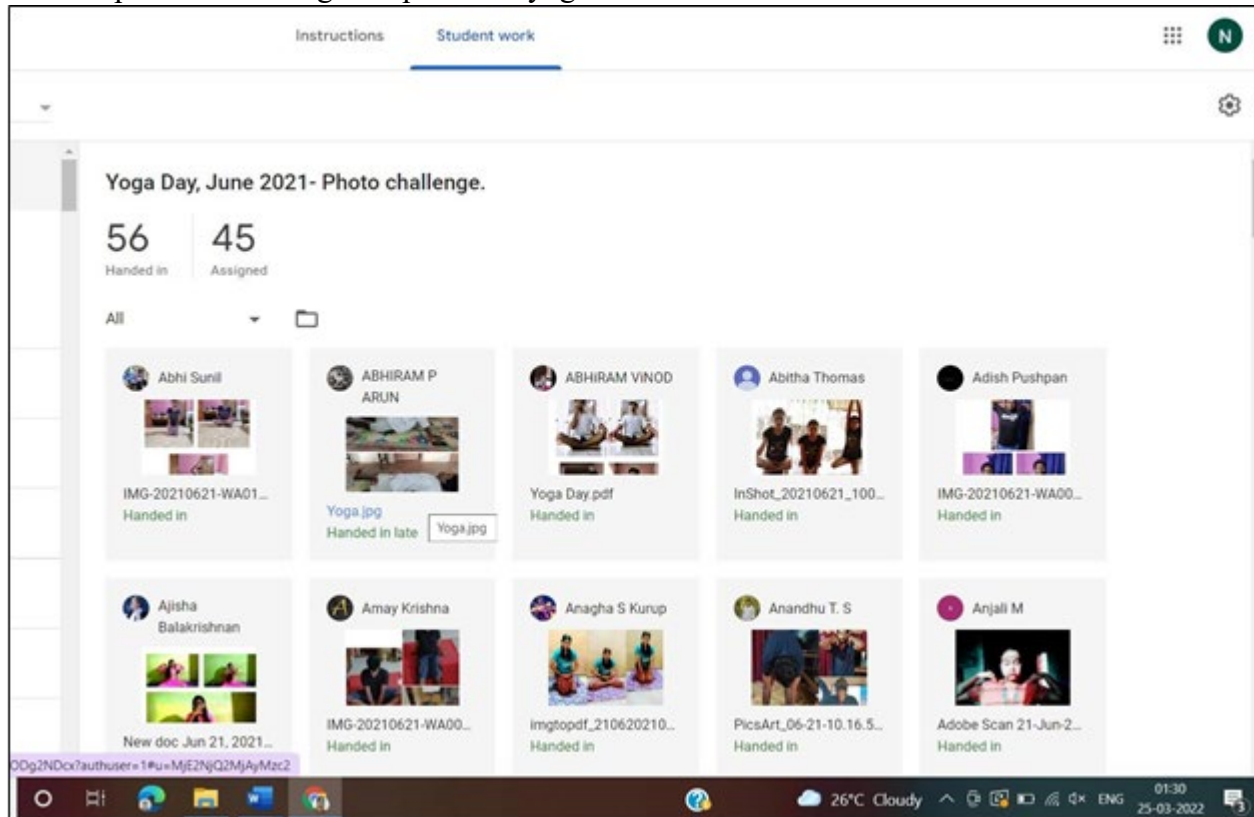 Instructions Student work
N
Yoga Day, June 2021- Photo challenge.
56 45
Handed in Assigned
All
Abhi Sunil
IMG-20210621-WA01...
Handed in
ABHIRAM P
ARUN
Yoga.jpg
Handed in late
Yoga.jpg
ABHIRAM VINOD
Yoga Day.pdf
Handed in
Abitha Thomas
InShot_20210621_100...
Handed in
Adish Pushpan
IMG-20210621-WA00...
Handed in
Ajisha
Balakrishnan
New doc Jun 21, 2021...
Amay Krishna
IMG-20210621-WA00...
Handed in
Anagha S Kurup
imgtopdf_210620210...
Handed in
Anandhu T. S
PicsArt_06-21-10.16.5...
Handed in
Anjali M
Adobe Scan 21-Jun-2...
Handed in
26°C Cloudy
ENG
01:30
25-03-2022